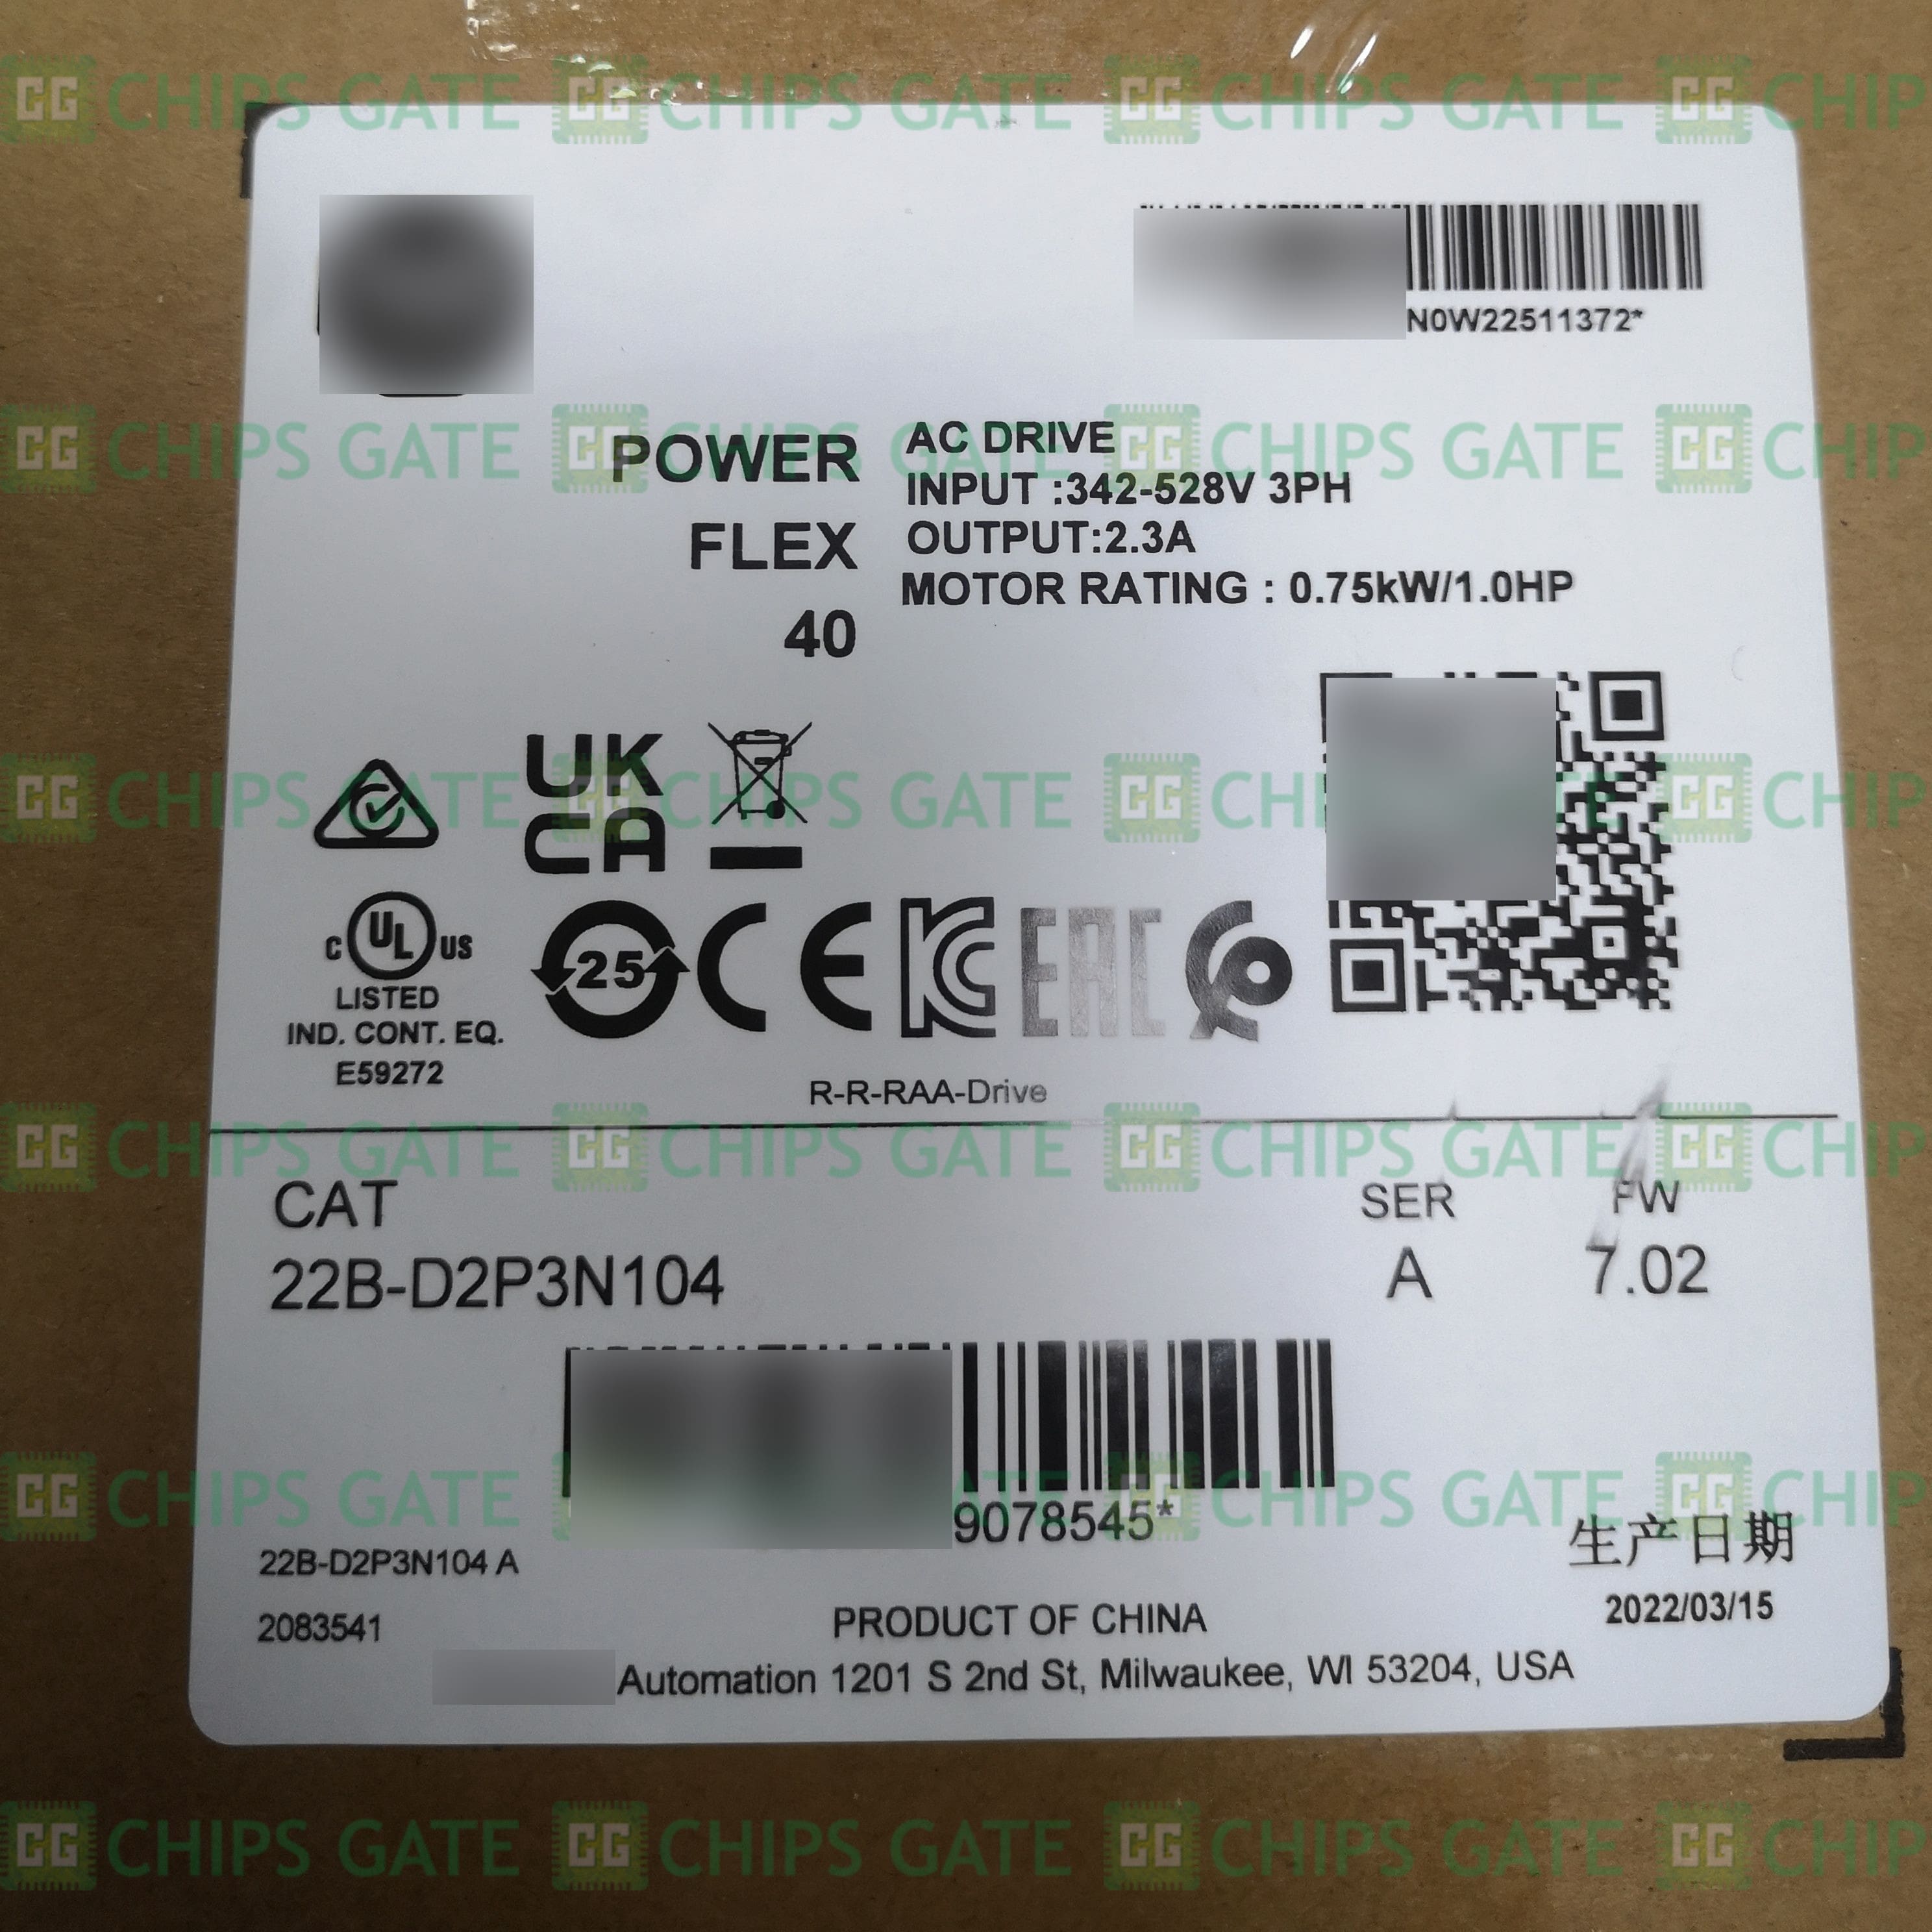 N0W22511372*
POWER
FLEX
40
AC DRIVE
INPUT :342-528V 3PH
OUTPUT:2.3A
MOTOR RATING : 0.75kW/1.0HP
UK
CA
C UL US
LISTED
IND. CONT. EQ.
E59272
25
CE
KC
EAC
R-R-RAA-Drive
CAT
22B-D2P3N104
SER
A
FW
7.02
9078545*
22B-D2P3N104 A
2083541
PRODUCT OF CHINA
Automation 1201 S 2nd St, Milwaukee, WI 53204, USA
生产日期
2022/03/15
CG CHIPS GATE